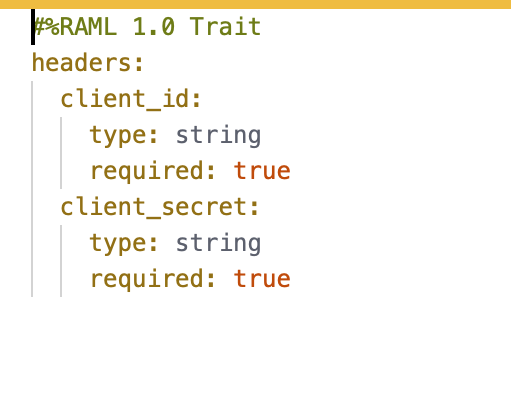 #%RAML 1.0 Trait
headers:
  client_id:
    type: string
    required: true
  client_secret:
    type: string
    required: true